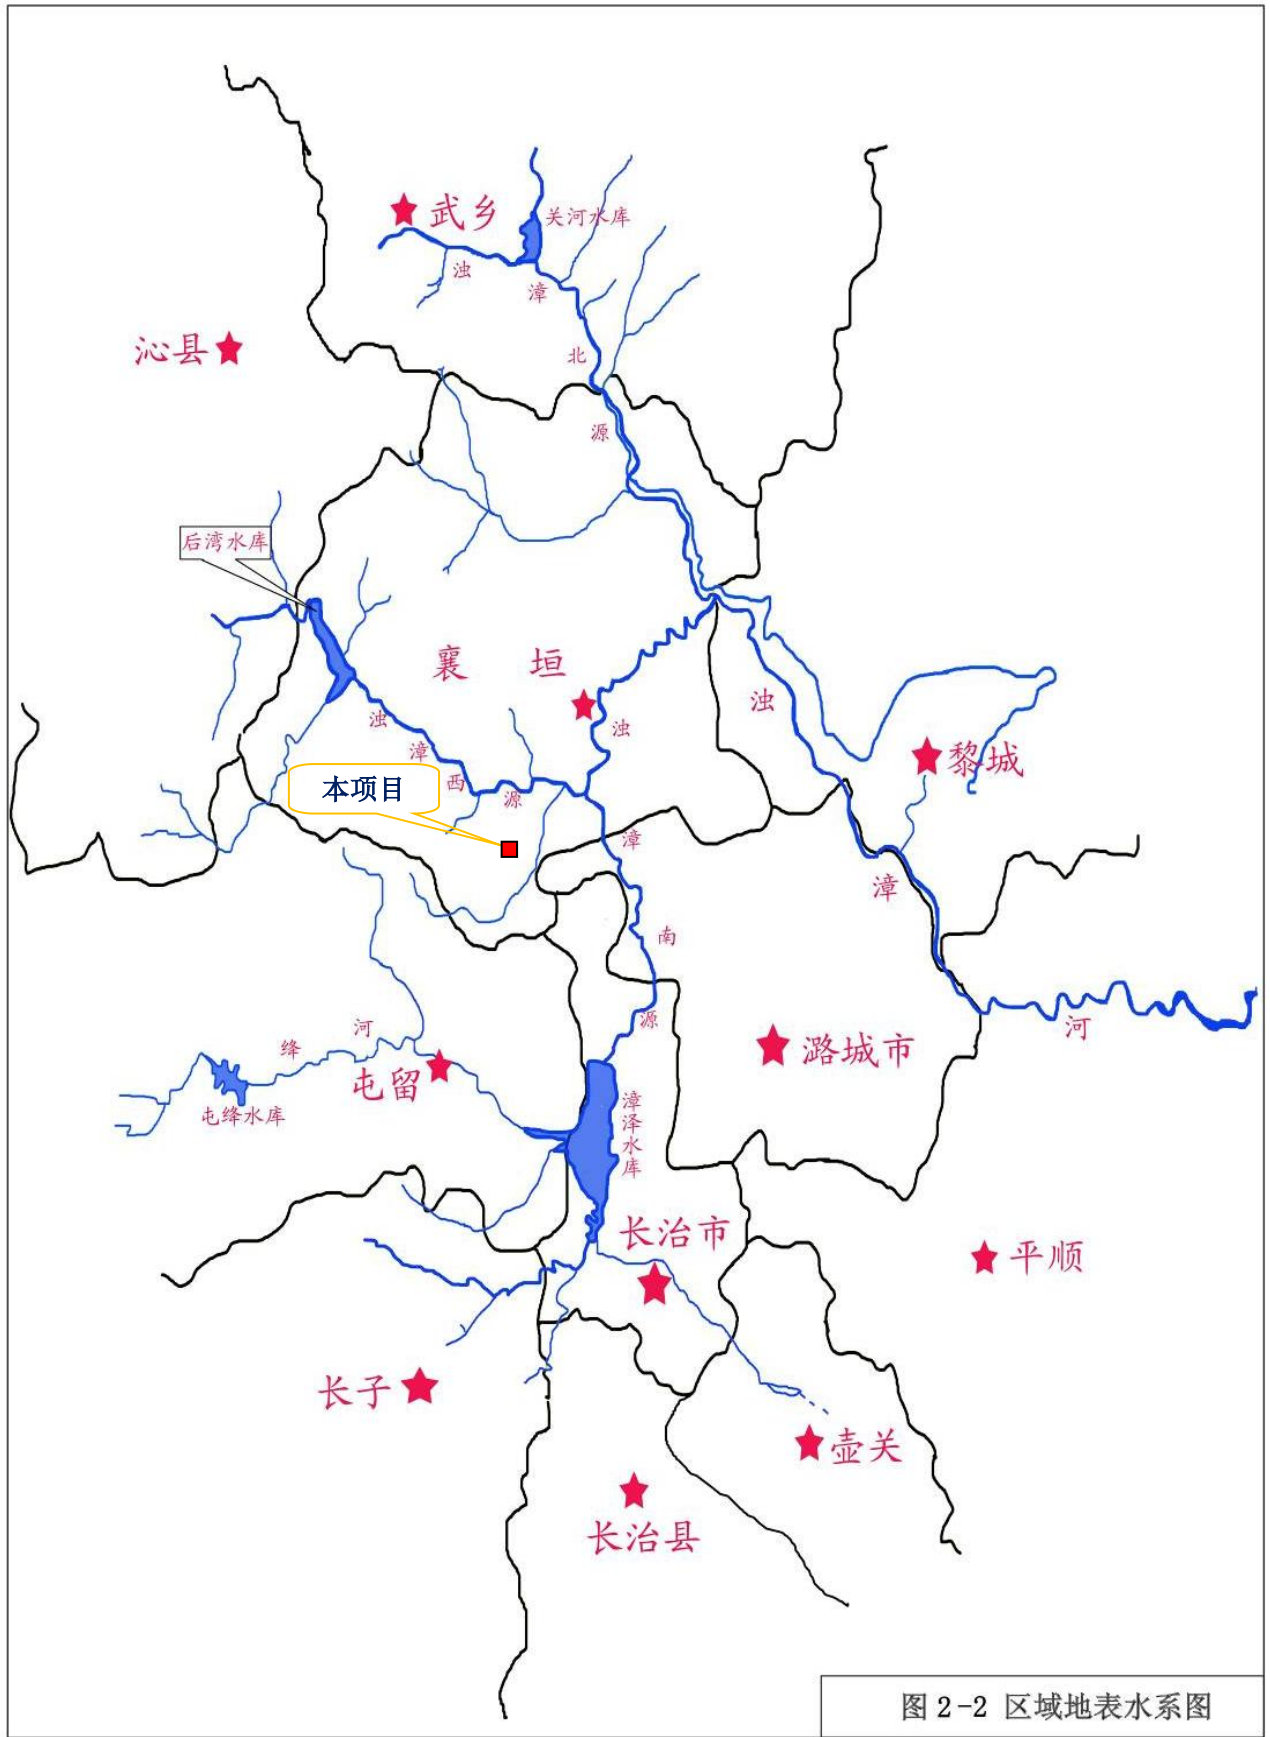 武乡
关河水库
浊
漳
北
源
沁县
后湾水库
襄垣
浊
漳
西
源
浊
漳
南
源
浊
漳
河
黎城
本项目
潞城市
绛河
屯留
屯绛水库
漳泽水库
长治市
平顺
长子
壶关
长治县
图 2-2 区域地表水系图